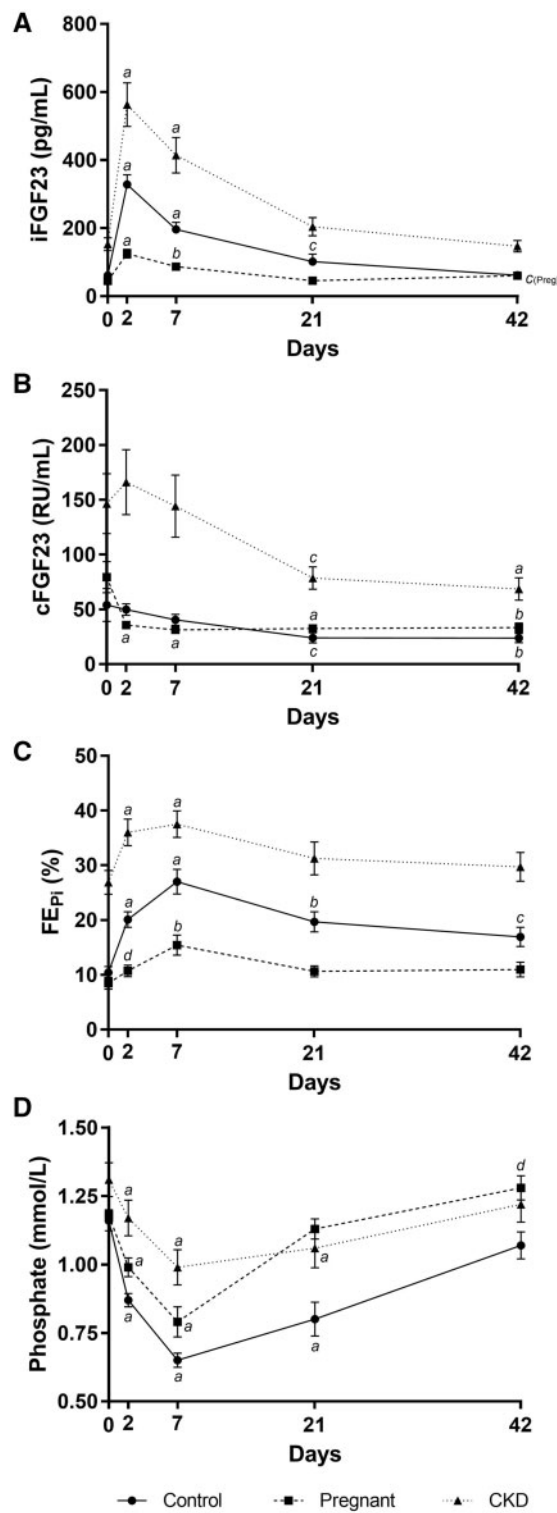 A
800
600
400
200
0
iFGF23 (pg/mL)
a
a
a
a
a
b
c
c(Preg)
0 2 7 21 42
Days
B
250
200
150
100
50
0
cFGF23 (RU/mL)
c
a
a
b
a
a
c
b
0 2 7 21 42
Days
C
50
40
30
20
10
0
FEPi (%)
a
a
a
a
b
c
d
b
0 2 7 21 42
Days
D
1.50
1.25
1.00
0.75
0.50
Phosphate (mmol/L)
d
a
a
a
a
a
a
a
a
0 2 7 21 42
Days
Control Pregnant CKD